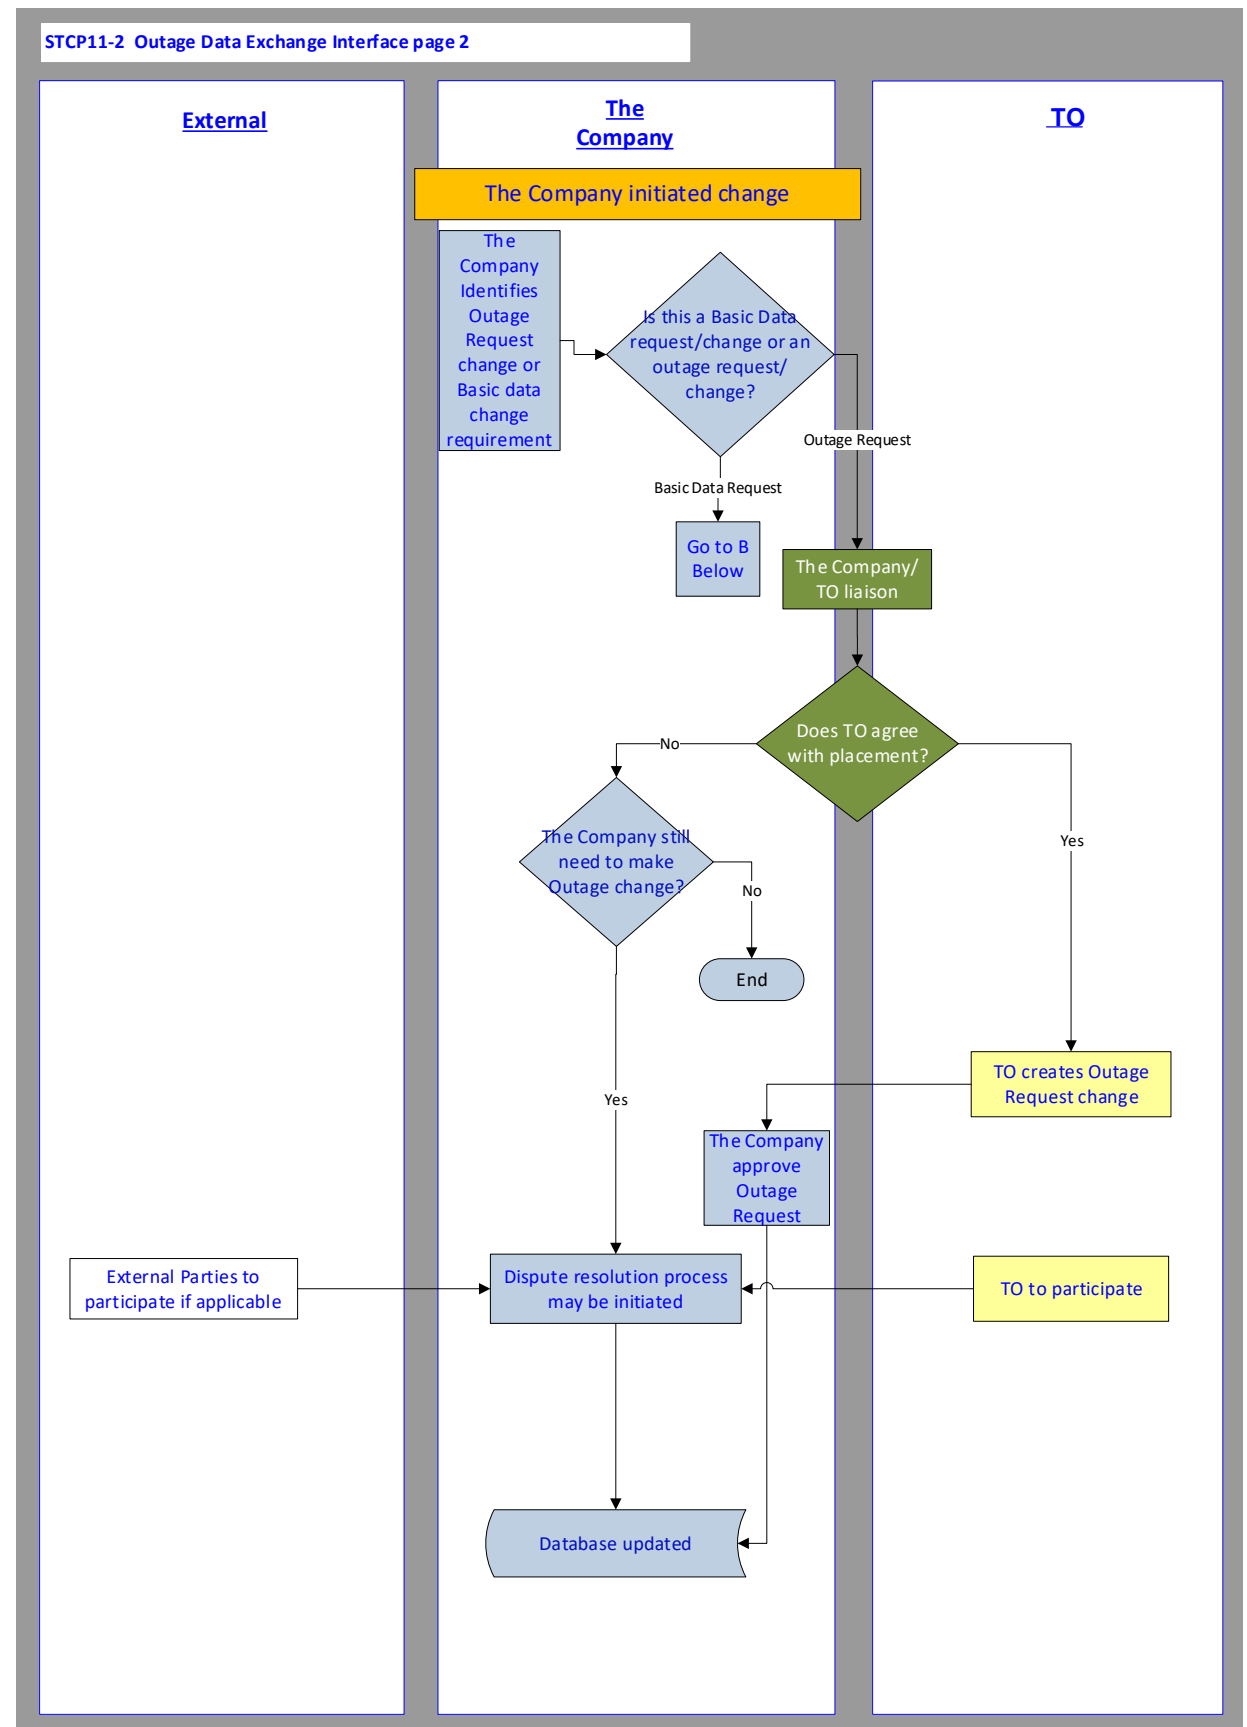 STCP11-2 Outage Data Exchange Interface page 2
External
The
Company
TO
The Company initiated change
The
Company
Identifies
Outage
Request
change or
Basic data
change
requirement
Is this a Basic Data
request/change or an
outage request/
change?
Outage Request
Basic Data Request
Go to B
Below
The Company/
TO liaison
Does TO agree
with placement?
No
Yes
The Company still
need to make
Outage change?
No
End
Yes
TO creates Outage
Request change
The Company
approve
Outage
Request
External Parties to
participate if applicable
Dispute resolution process
may be initiated
TO to participate
Database updated